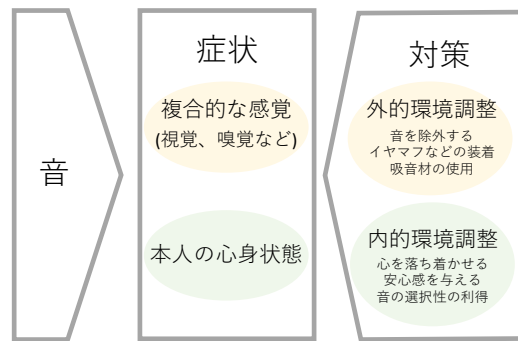 音
症状
複合的な感覚
(視覚、嗅覚など)
本人の心身状態
対策
外的環境調整
音を除外する
イヤマフなどの装着
吸音材の使用
内的環境調整
心を落ち着かせる
安心感を与える
音の選択性の利得